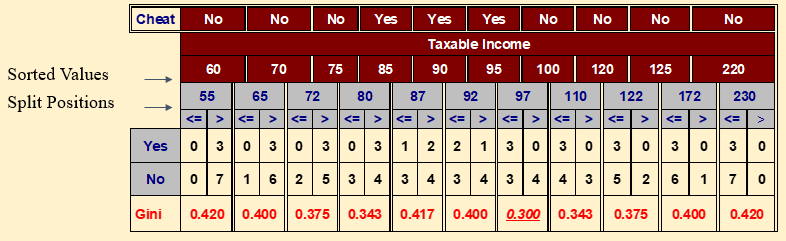 Cheat No No No Yes Yes Yes No No No No
Taxable Income
Sorted Values 60 70 75 85 90 95 100 120 125 220
Split Positions 55 65 72 80 87 92 97 110 122 172 230
<= > <= > <= > <= > <= > <= > <= > <= > <= > <= > <= >
Yes 0 3 0 3 0 3 0 3 1 2 2 1 3 0 3 0 3 0 3 0 3 0
No 0 7 1 6 2 5 3 4 3 4 3 4 3 4 4 3 5 2 6 1 7 0
Gini 0.420 0.400 0.375 0.343 0.417 0.400 0.300 0.343 0.375 0.400 0.420